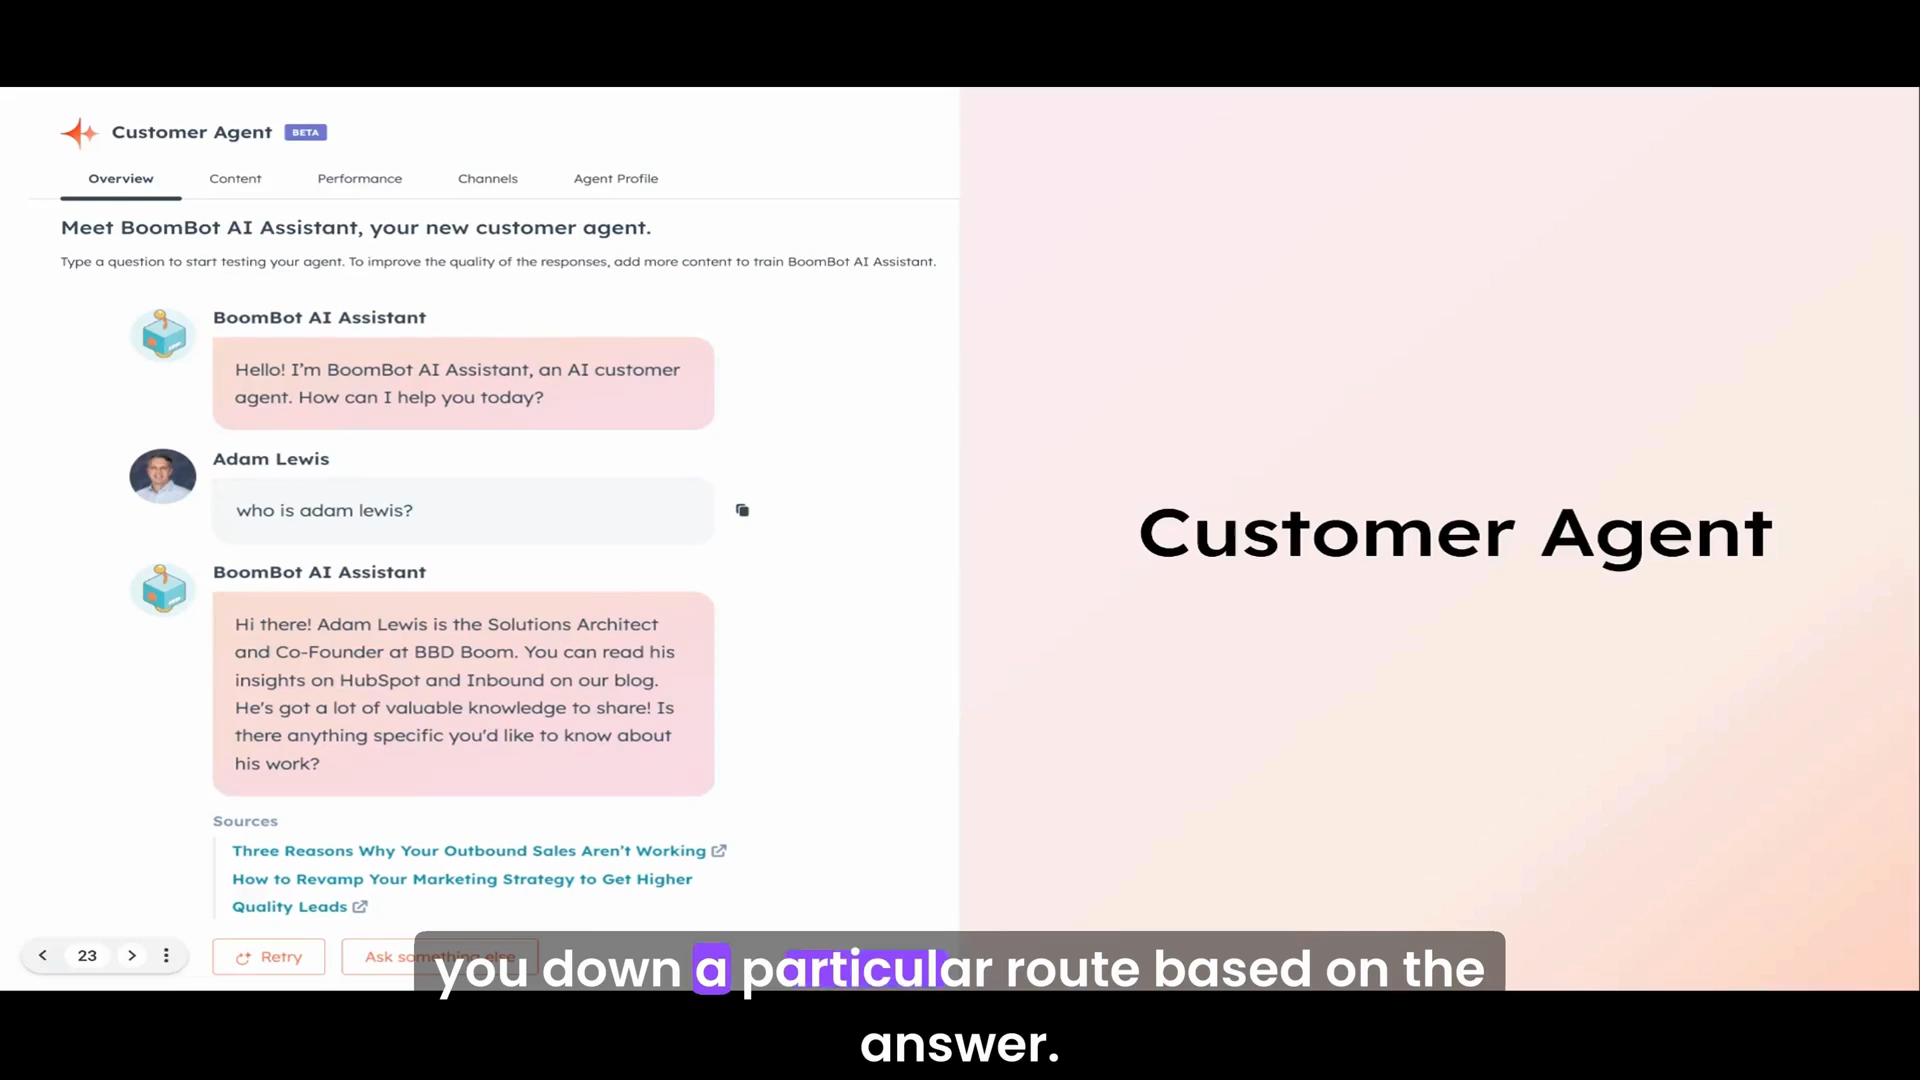 Customer Agent BETA
Overview Content Performance Channels Agent Profile
Meet BoomBot AI Assistant, your new customer agent.
Type a question to start testing your agent. To improve the quality of the responses, add more content to train BoomBot AI Assistant.
BoomBot AI Assistant
Hello! I'm BoomBot AI Assistant, an AI customer
agent. How can I help you today?
Adam Lewis
who is adam lewis?
BoomBot AI Assistant
Hi there! Adam Lewis is the Solutions Architect
and Co-Founder at BBD Boom. You can read his
insights on HubSpot and Inbound on our blog.
He's got a lot of valuable knowledge to share! Is
there anything specific you'd like to know about
his work?
Sources
Three Reasons Why Your Outbound Sales Aren't Working
How to Revamp Your Marketing Strategy to Get Higher
Quality Leads
23
Retry
Ask something else
Customer Agent
you down a particular route based on the
answer.